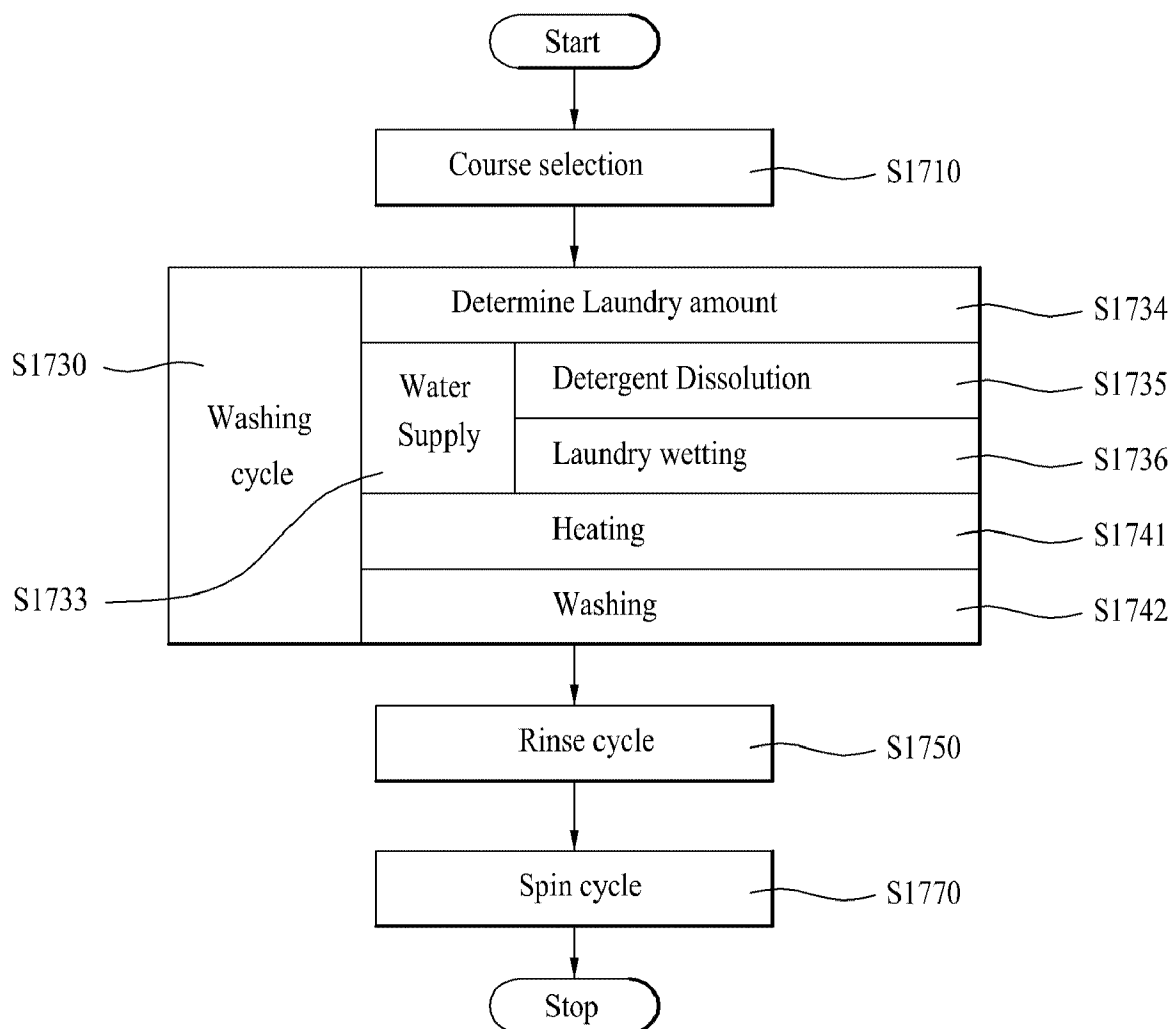 Start
Course selection
S1710
Determine Laundry amount
S1734
S1730
Washing
cycle
Water
Supply
Detergent Dissolution
S1735
Laundry wetting
S1736
S1733
Heating
S1741
Washing
S1742
Rinse cycle
S1750
Spin cycle
S1770
Stop